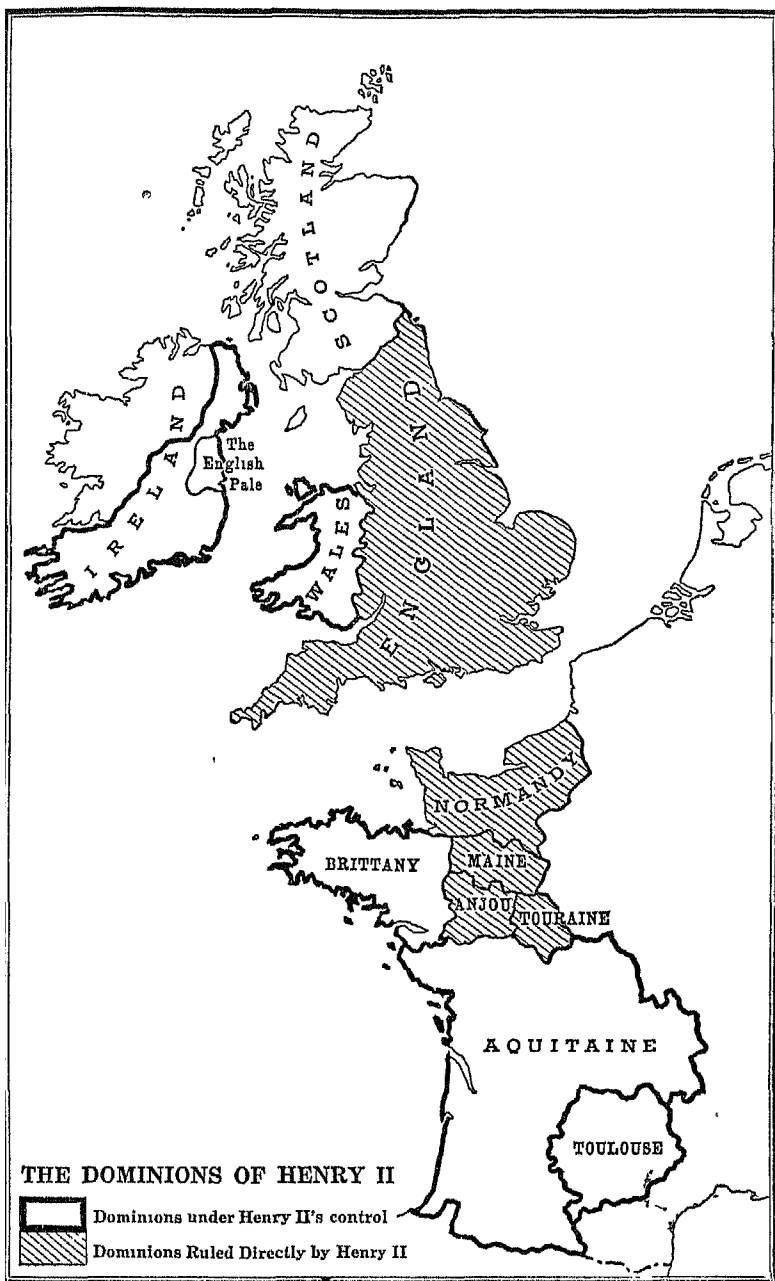 SCOTLAND
IRELAND
The
English
Pale
WALES
ENGLAND
NORMANDY
BRITTANY
MAINE
ANJOU
TOURAINE
AQUITAINE
TOULOUSE
THE DOMINIONS OF HENRY II
Dominions under Henry II's control
Dominions Ruled Directly by Henry II